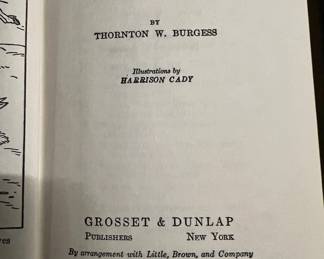 BY
THORNTON W. BURGESS
Illustrations by
HARRISON CADY
GROSSET & DUNLAP
PUBLISHERS NEW YORK
By arrangement with Little, Brown, and Company